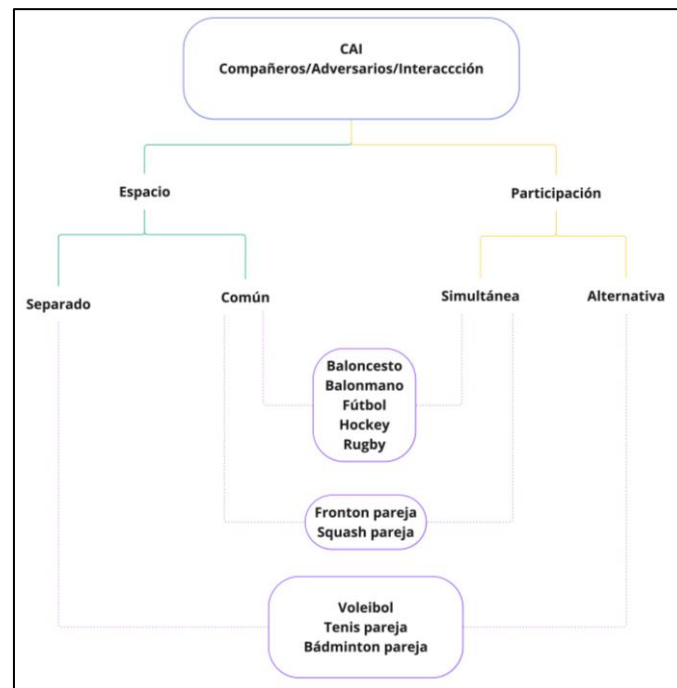 CAI
Compañeros/Adversarios/Interaccción
Espacio
Participación
Separado
Común
Simultánea
Alternativa
Baloncesto
Balonmano
Fútbol
Hockey
Rugby
Fronton pareja
Squash pareja
Voleibol
Tenis pareja
Bádminton pareja